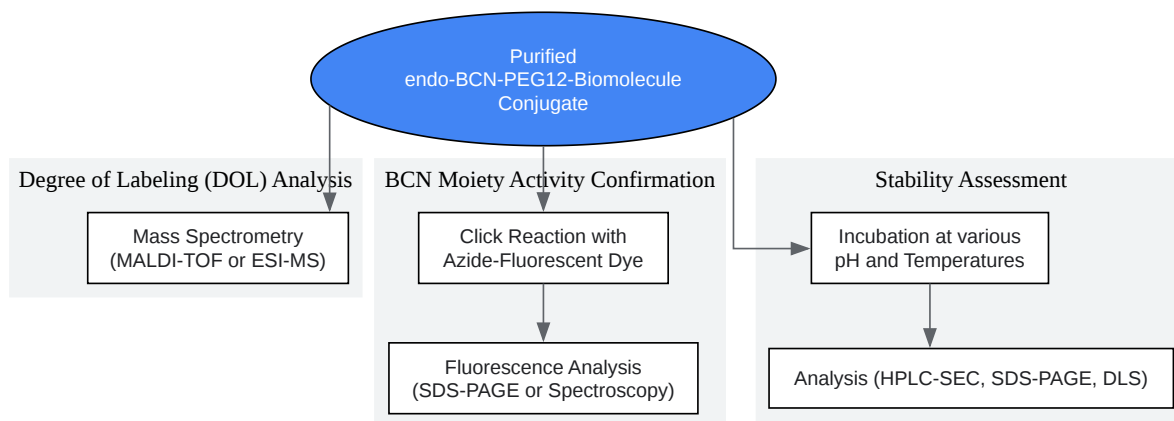 Purified
endo-BCN-PEG12-Biomolecule
Conjugate
Degree of Labeling (DOL) Analysis
Mass Spectrometry
(MALDI-TOF or ESI-MS)
BCN Moiety Activity Confirmation
Click Reaction with
Azide-Fluorescent Dye
Fluorescence Analysis
(SDS-PAGE or Spectroscopy)
Stability Assessment
Incubation at various
pH and Temperatures
Analysis (HPLC-SEC, SDS-PAGE, DLS)